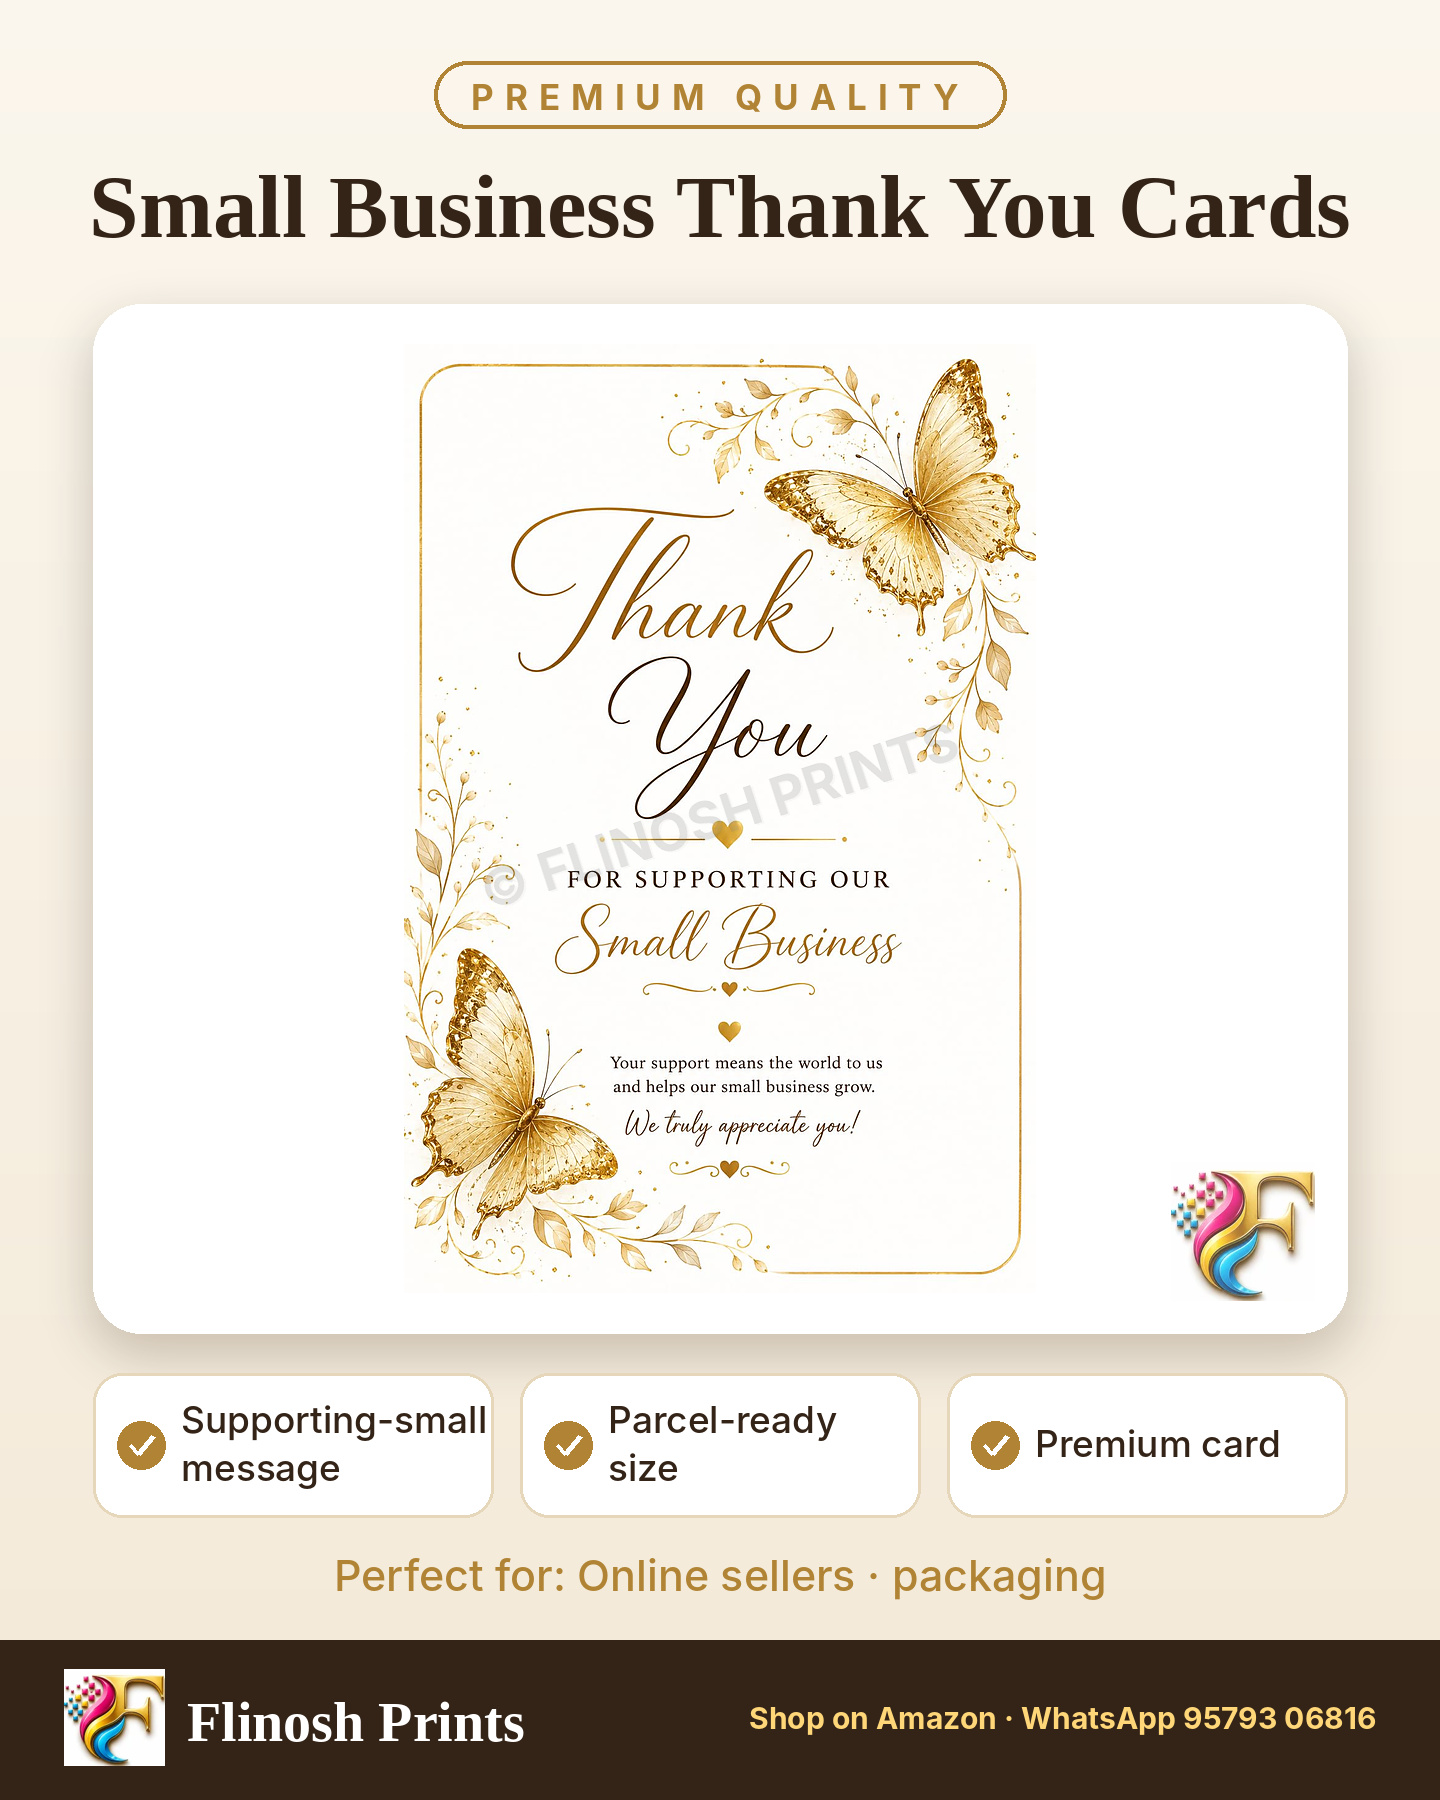 PREMIUM QUALITY
Small Business Thank You Cards
Thank
You
© FLINOSH PRINTS
FOR SUPPORTING OUR
Small Business
Your support means the world to us
and helps our small business grow.
We truly appreciate you!
F
Supporting-small
message
Parcel-ready
size
Premium card
Perfect for: Online sellers · packaging
F
Flinosh Prints
Shop on Amazon · WhatsApp 95793 06816